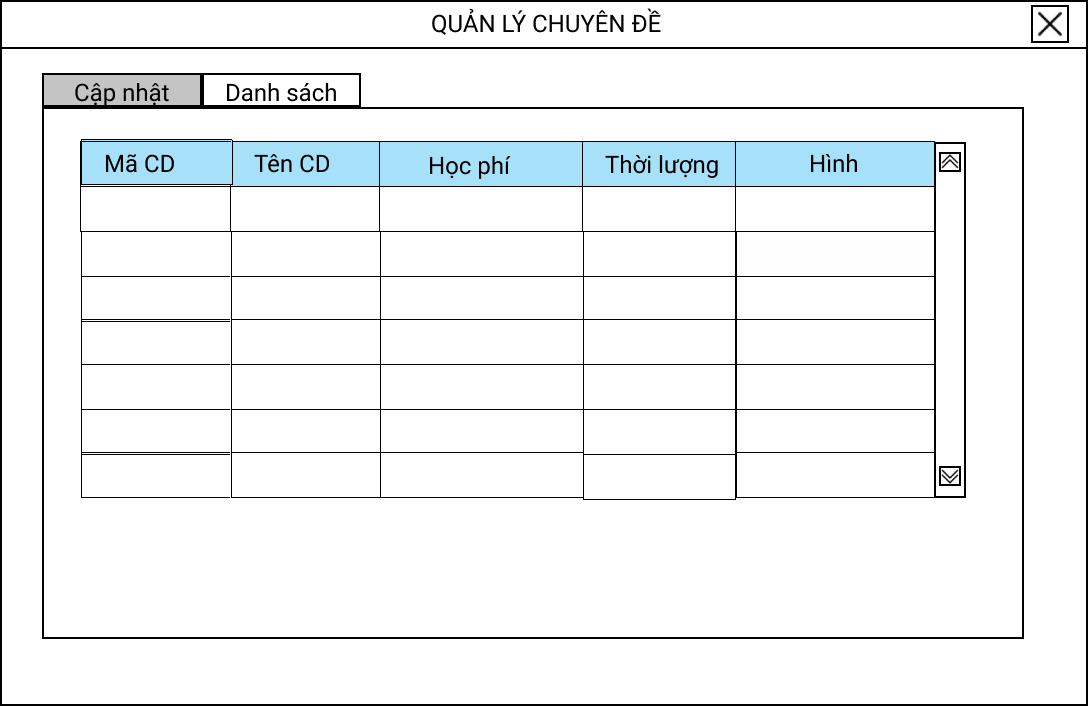 QUẢN LÝ CHUYÊN ĐỀ
Cập nhật Danh sách
Mã CD Tên CD Học phí Thời lượng Hình